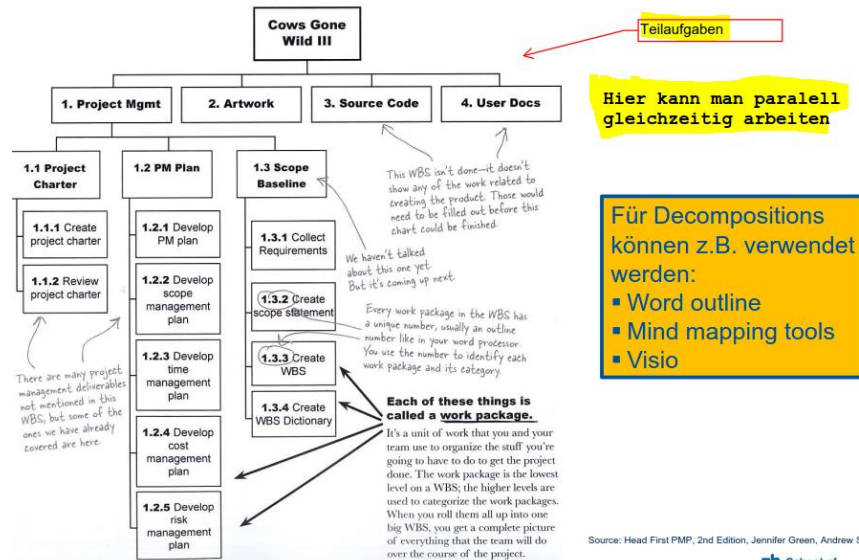 Cows Gone
Wild III
Teilaufgaben
1. Project Mgmt
2. Artwork
3. Source Code
4. User Docs
Hier kann man paralell
gleichzeitig arbeiten
1.1 Project
Charter
1.2 PM Plan
1.3 Scope
Baseline
This WBS isn't done—it doesn't
show any of the work related to
creating the product. Those would
need to be filled out before this
chart could be finished.
1.1.1 Create
project charter
1.1.2 Review
project charter
1.2.1 Develop
PM plan
1.2.2 Develop
scope
management
plan
1.2.3 Develop
time
management
plan
1.2.4 Develop
cost
management
plan
1.2.5 Develop
risk
management
plan
1.3.1 Collect
Requirements
1.3.2 Create
scope statement
1.3.3 Create
WBS
1.3.4 Create
WBS Dictionary
We haven't talked
about this one yet.
But it's coming up next.
Every work package in the WBS has
a unique number, usually an outline
number like in your word processor.
You use the number to identify each
work package and its category.
There are many project
management deliverables
not mentioned in this
WBS, but some of the
ones we have already
covered are here.
Each of these things is
called a work package.
It's a unit of work that you and your
team use to organize the stuff you're
going to have to do to get the project
done. The work package is the lowest
level on a WBS; the higher levels are
used to categorize the work packages.
When you roll them all up into one
big WBS, you get a complete picture
of everything that the team will do
over the course of the project.
Für Decompositions
können z.B. verwendet
werden:
▪ Word outline
▪ Mind mapping tools
▪ Visio
Source: Head First PMP, 2nd Edition, Jennifer Green, Andrew S